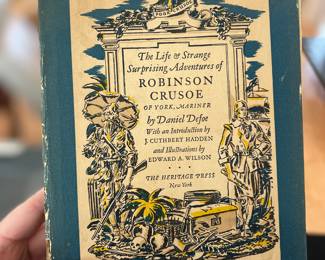 The Life & Strange
Surprising Adventures of
ROBINSON
CRUSOE
OF YORK, MARINER
by Daniel Defoe
With an Introduction by
J. CUTHBERT HADDEN
and Illustrations by
EDWARD A. WILSON
THE HERITAGE PRESS
New York